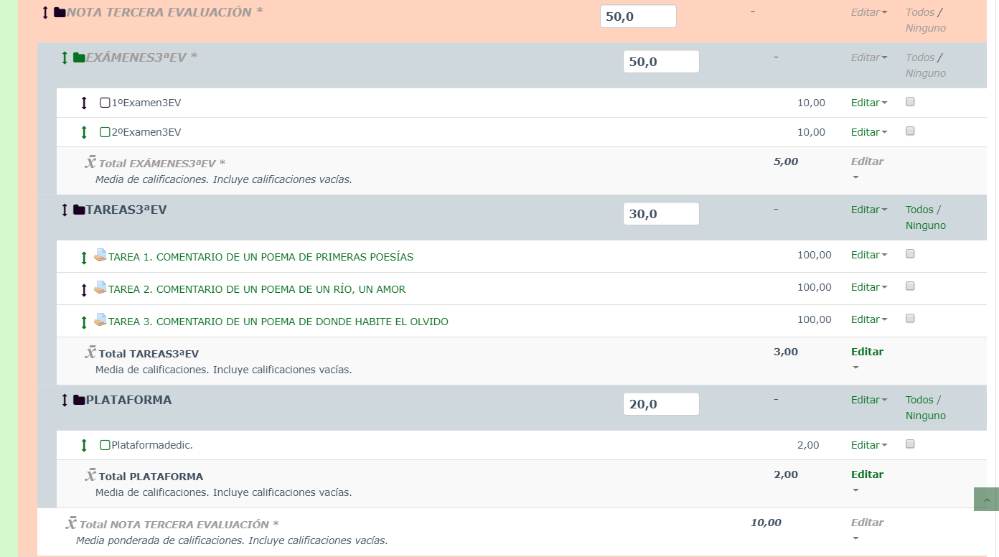 NOTA TERCERA EVALUACIÓN * 50,0 - Editar Todos /
Ninguno
EXÁMENES3ªEV * 50,0 - Editar Todos /
Ninguno
1ºExamen3EV 10,00 Editar
2ºExamen3EV 10,00 Editar
x̄ Total EXÁMENES3ªEV * 5,00 Editar
Media de calificaciones. Incluye calificaciones vacías.
TAREAS3ªEV 30,0 - Editar Todos /
Ninguno
TAREA 1. COMENTARIO DE UN POEMA DE PRIMERAS POESÍAS 100,00 Editar
TAREA 2. COMENTARIO DE UN POEMA DE UN RÍO, UN AMOR 100,00 Editar
TAREA 3. COMENTARIO DE UN POEMA DE DONDE HABITE EL OLVIDO 100,00 Editar
x̄ Total TAREAS3ªEV 3,00 Editar
Media de calificaciones. Incluye calificaciones vacías.
PLATAFORMA 20,0 - Editar Todos /
Ninguno
Plataformadedic. 2,00 Editar
x̄ Total PLATAFORMA 2,00 Editar
Media de calificaciones. Incluye calificaciones vacías.
x̄ Total NOTA TERCERA EVALUACIÓN * 10,00 Editar
Media ponderada de calificaciones. Incluye calificaciones vacías.